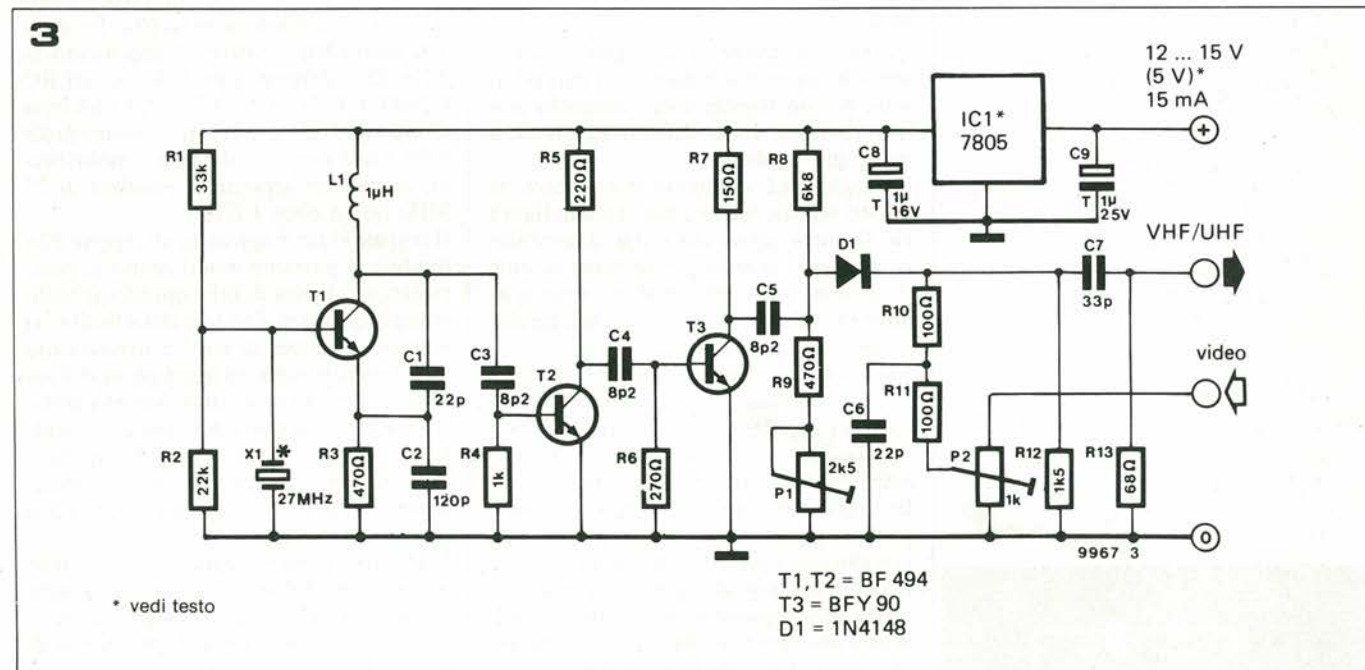 3
12 ... 15 V
(5 V)*
15 mA
IC1*
7805
+
R1
33k
L1
1µH
R5
220Ω
R7
150Ω
R8
6k8
C8
1µ
16V
T
C9
1µ
25V
T
VHF/UHF
D1
C7
33p
T1
C1
22p
C3
8p2
T2
C4
8p2
T3
C5
8p2
R9
470Ω
R10
100Ω
R11
100Ω
video
R2
22k
X1
*
27MHz
R3
470Ω
C2
120p
R4
1k
R6
270Ω
P1
2k5
C6
22p
P2
1k
R12
1k5
R13
68Ω
0
9967 3
* vedi testo
T1,T2 = BF 494
T3 = BFY 90
D1 = 1N4148